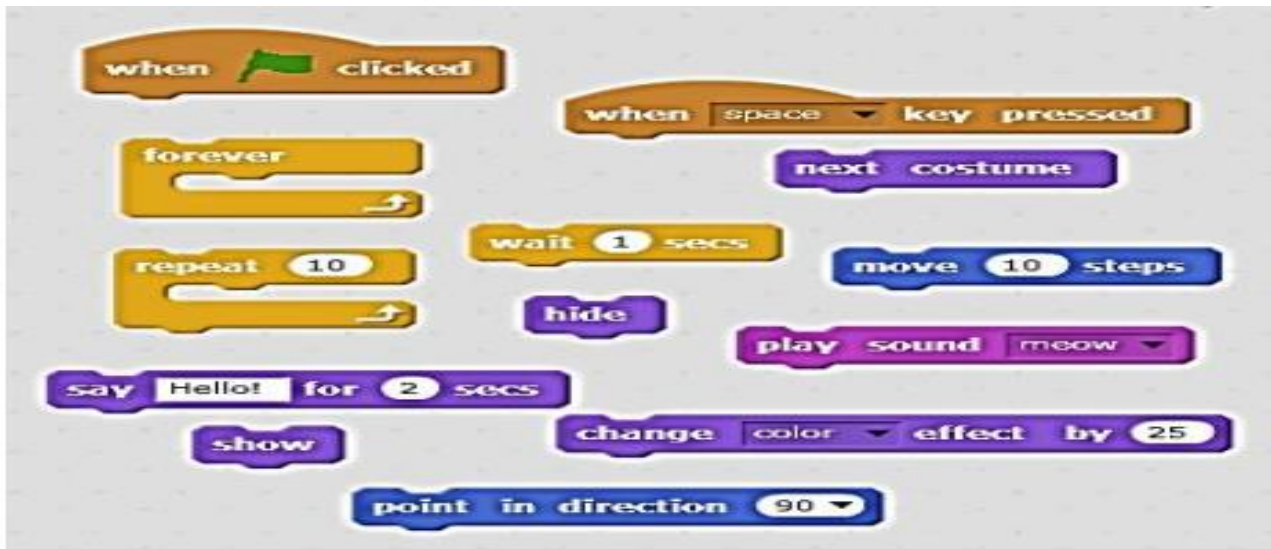 when clicked
when space key pressed
forever
next costume
wait 1 secs
repeat 10
move 10 steps
hide
play sound meow
say Hello! for 2 secs
change color effect by 25
show
point in direction 90